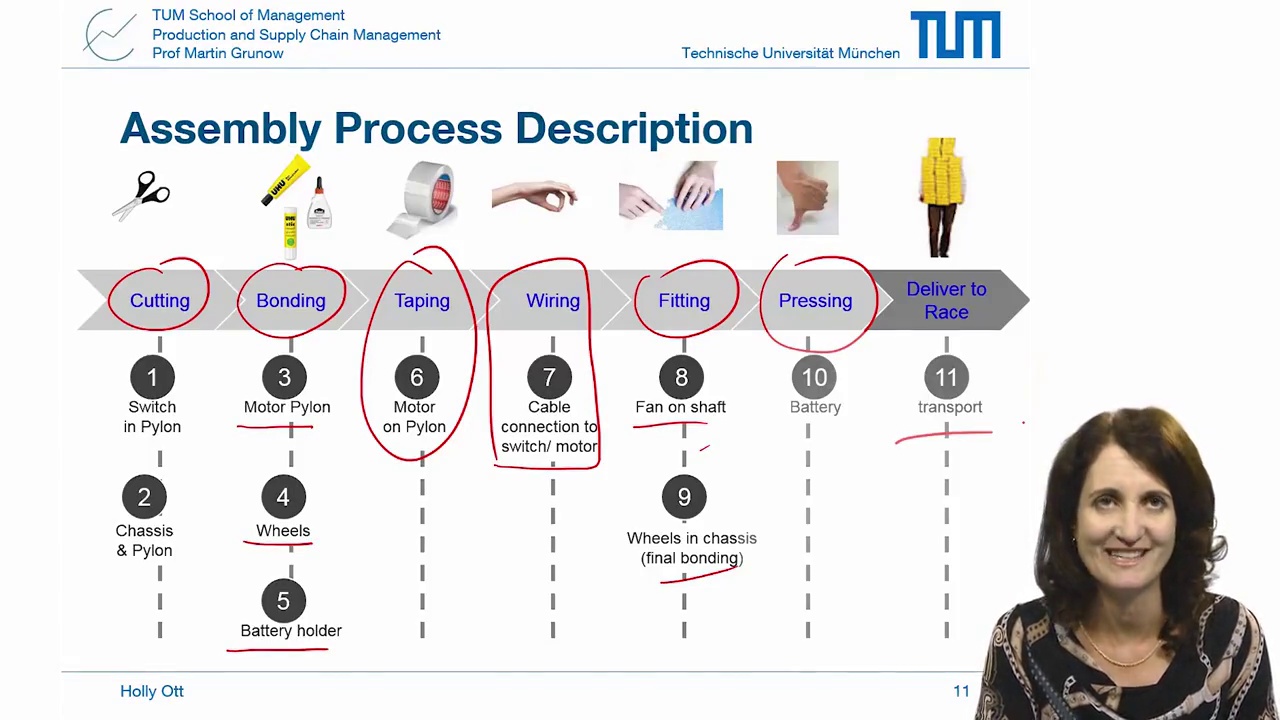 TUM School of Management
Production and Supply Chain Management
Prof Martin Grunow
Technische Universität München
TUM
Assembly Process Description
UHU
UHU
stic
Cutting
Bonding
Taping
Wiring
Fitting
Pressing
Deliver to
Race
1
Switch
in Pylon
2
Chassis
& Pylon
3
Motor Pylon
4
Wheels
5
Battery holder
6
Motor
on Pylon
7
Cable
connection to
switch/ motor
8
Fan on shaft
9
Wheels in chassis
(final bonding)
10
Battery
11
transport
Holly Ott
11